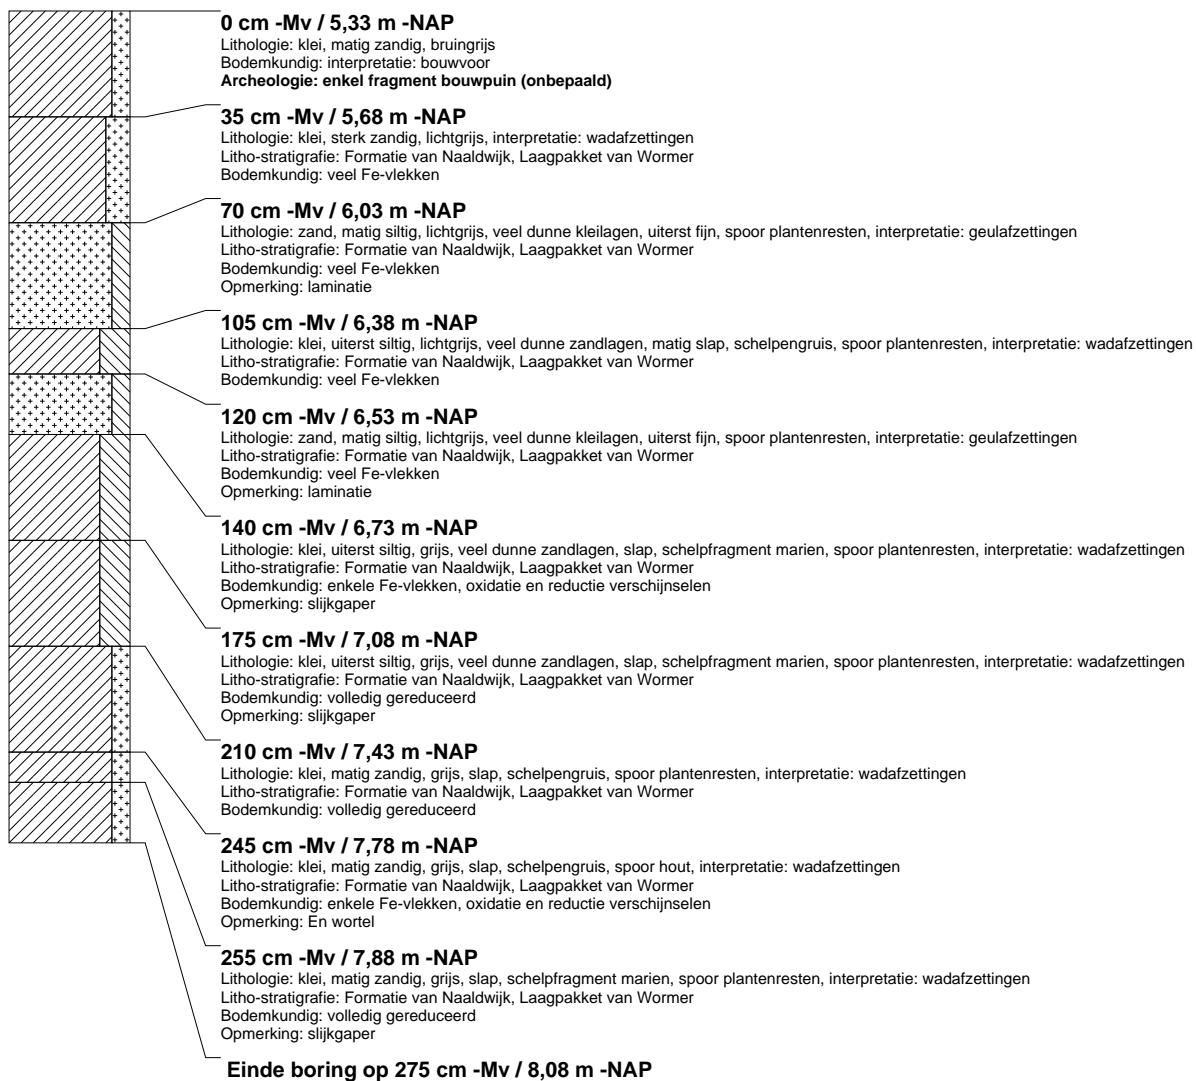 0 cm -Mv / 5,33 m -NAP
Lithologie: klei, matig zandig, bruingrijs
Bodemkundig: interpretatie: bouwvoor
Archeologie: enkel fragment bouwpuin (onbepaald)
35 cm -Mv / 5,68 m -NAP
Lithologie: klei, sterk zandig, lichtgrijs, interpretatie: wadafzettingen
Litho-stratigrafie: Formatie van Naaldwijk, Laagpakket van Wormer
Bodemkundig: veel Fe-vlekken
70 cm -Mv / 6,03 m -NAP
Lithologie: zand, matig siltig, lichtgrijs, veel dunne kleilagen, uiterst fijn, spoor plantenresten, interpretatie: geulafzettingen
Litho-stratigrafie: Formatie van Naaldwijk, Laagpakket van Wormer
Bodemkundig: veel Fe-vlekken
Opmerking: laminatie
105 cm -Mv / 6,38 m -NAP
Lithologie: klei, uiterst siltig, lichtgrijs, veel dunne zandlagen, matig slap, schelpengruis, spoor plantenresten, interpretatie: wadafzettingen
Litho-stratigrafie: Formatie van Naaldwijk, Laagpakket van Wormer
Bodemkundig: veel Fe-vlekken
120 cm -Mv / 6,53 m -NAP
Lithologie: zand, matig siltig, lichtgrijs, veel dunne kleilagen, uiterst fijn, spoor plantenresten, interpretatie: geulafzettingen
Litho-stratigrafie: Formatie van Naaldwijk, Laagpakket van Wormer
Bodemkundig: veel Fe-vlekken
Opmerking: laminatie
140 cm -Mv / 6,73 m -NAP
Lithologie: klei, uiterst siltig, grijs, veel dunne zandlagen, slap, schelpfragment marien, spoor plantenresten, interpretatie: wadafzettingen
Litho-stratigrafie: Formatie van Naaldwijk, Laagpakket van Wormer
Bodemkundig: enkele Fe-vlekken, oxidatie en reductie verschijnselen
Opmerking: slijkgaper
175 cm -Mv / 7,08 m -NAP
Lithologie: klei, uiterst siltig, grijs, veel dunne zandlagen, slap, schelpfragment marien, spoor plantenresten, interpretatie: wadafzettingen
Litho-stratigrafie: Formatie van Naaldwijk, Laagpakket van Wormer
Bodemkundig: volledig gereduceerd
Opmerking: slijkgaper
210 cm -Mv / 7,43 m -NAP
Lithologie: klei, matig zandig, grijs, slap, schelpengruis, spoor plantenresten, interpretatie: wadafzettingen
Litho-stratigrafie: Formatie van Naaldwijk, Laagpakket van Wormer
Bodemkundig: volledig gereduceerd
245 cm -Mv / 7,78 m -NAP
Lithologie: klei, matig zandig, grijs, slap, schelpengruis, spoor hout, interpretatie: wadafzettingen
Litho-stratigrafie: Formatie van Naaldwijk, Laagpakket van Wormer
Bodemkundig: enkele Fe-vlekken, oxidatie en reductie verschijnselen
Opmerking: En wortel
255 cm -Mv / 7,88 m -NAP
Lithologie: klei, matig zandig, grijs, slap, schelpfragment marien, spoor plantenresten, interpretatie: wadafzettingen
Litho-stratigrafie: Formatie van Naaldwijk, Laagpakket van Wormer
Bodemkundig: volledig gereduceerd
Opmerking: slijkgaper
Einde boring op 275 cm -Mv / 8,08 m -NAP